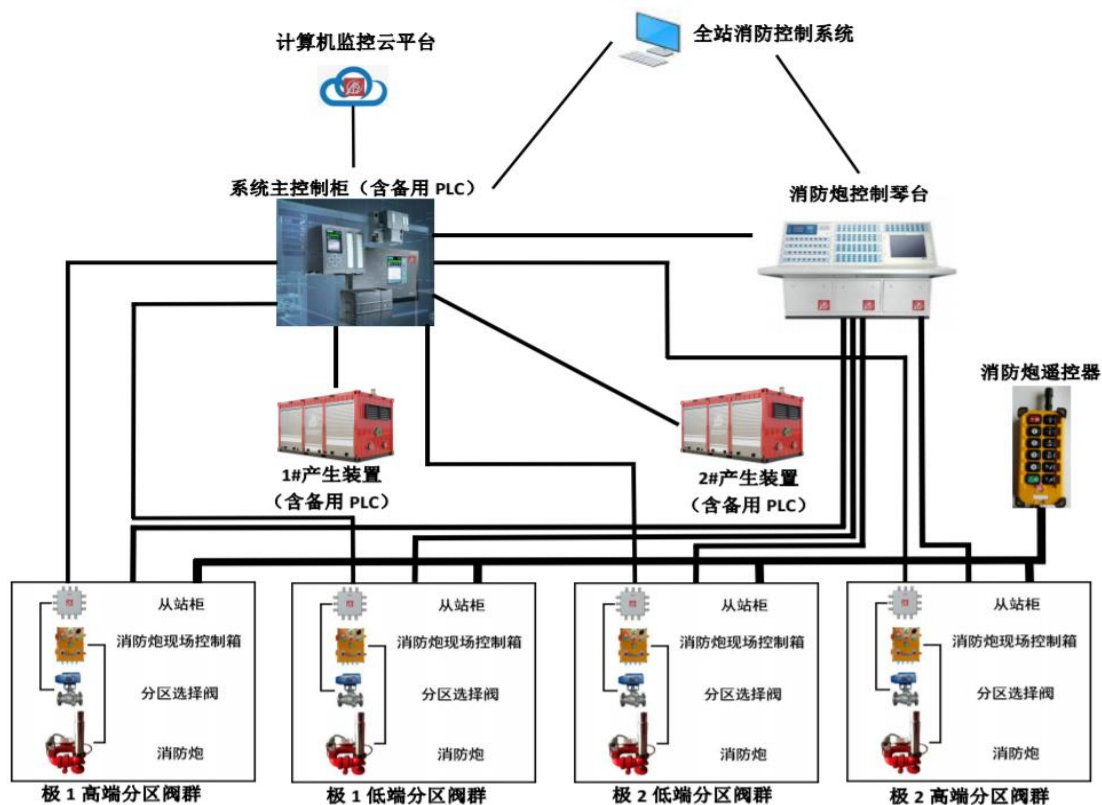 全站消防控制系统
计算机监控云平台
系统主控制柜（含备用 PLC）
消防炮控制琴台
消防炮遥控器
1#产生装置
（含备用 PLC）
2#产生装置
（含备用 PLC）
从站柜
消防炮现场控制箱
分区选择阀
消防炮
极 1 高端分区阀群
从站柜
消防炮现场控制箱
分区选择阀
消防炮
极 1 低端分区阀群
从站柜
消防炮现场控制箱
分区选择阀
消防炮
极 2 低端分区阀群
从站柜
消防炮现场控制箱
分区选择阀
消防炮
极 2 高端分区阀群